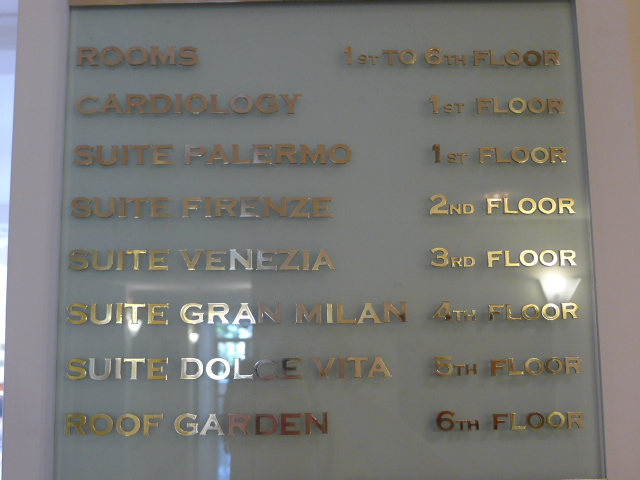 ROOMS 1ST TO 6TH FLOOR
CARDIOLOGY 1ST FLOOR
SUITE PALERMO 1ST FLOOR
SUITE FIRENZE 2ND FLOOR
SUITE VENEZIA 3RD FLOOR
SUITE GRAN MILAN 4TH FLOOR
SUITE DOLCE VITA 5TH FLOOR
ROOF GARDEN 6TH FLOOR